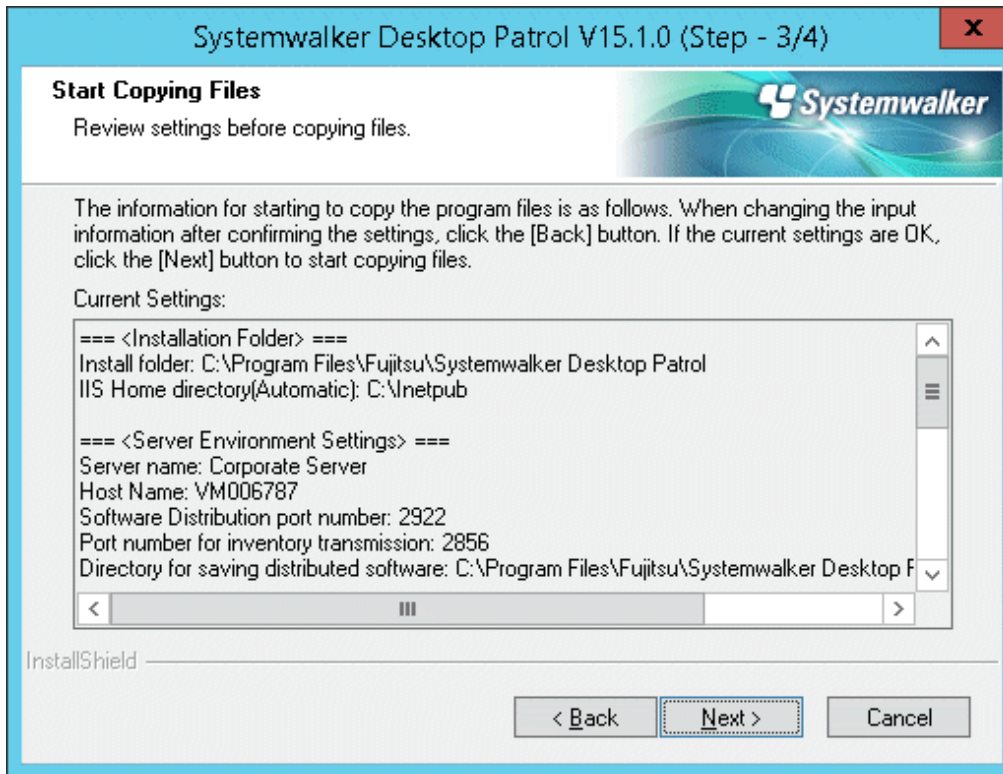 Systemwalker Desktop Patrol V15.1.0 (Step - 3/4)
x
Start Copying Files
Review settings before copying files.
Systemwalker
The information for starting to copy the program files is as follows. When changing the input
information after confirming the settings, click the [Back] button. If the current settings are OK,
click the [Next] button to start copying files.
Current Settings:
=== <Installation Folder> ===
Install folder: C:\Program Files\Fujitsu\Systemwalker Desktop Patrol
IIS Home directory(Automatic): C:\Inetpub
=== <Server Environment Settings> ===
Server name: Corporate Server
Host Name: VM006787
Software Distribution port number: 2922
Port number for inventory transmission: 2856
Directory for saving distributed software: C:\Program Files\Fujitsu\Systemwalker Desktop P
InstallShield
< Back
Next >
Cancel